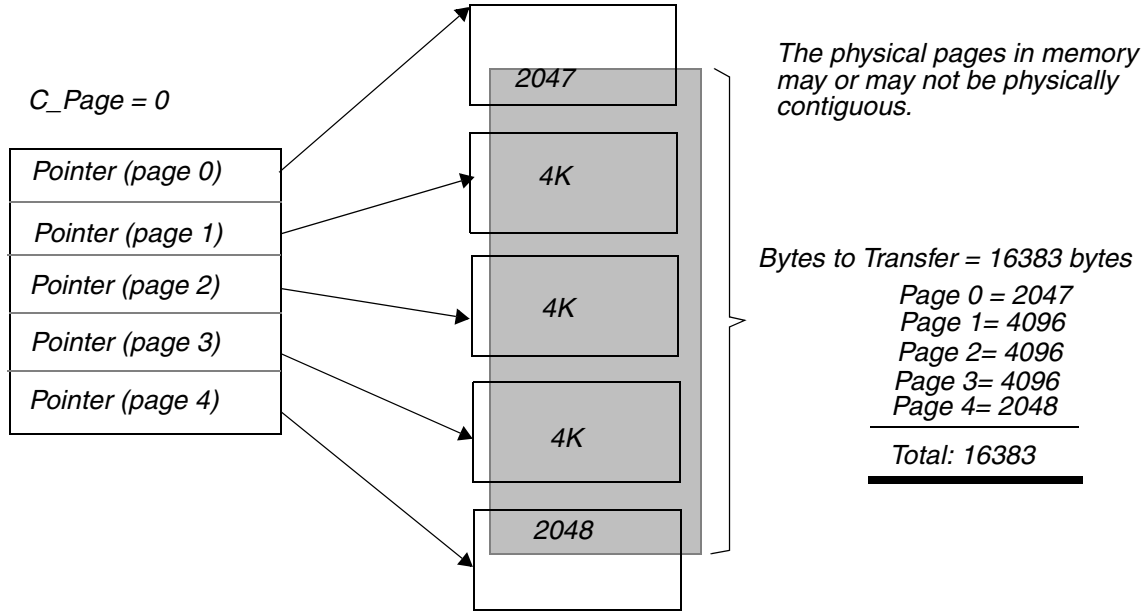 C_Page = 0
Pointer (page 0)
Pointer (page 1)
Pointer (page 2)
Pointer (page 3)
Pointer (page 4)
2047
4K
4K
4K
2048
The physical pages in memory
may or may not be physically
contiguous.
Bytes to Transfer = 16383 bytes
Page 0 = 2047
Page 1= 4096
Page 2= 4096
Page 3= 4096
Page 4= 2048
Total: 16383